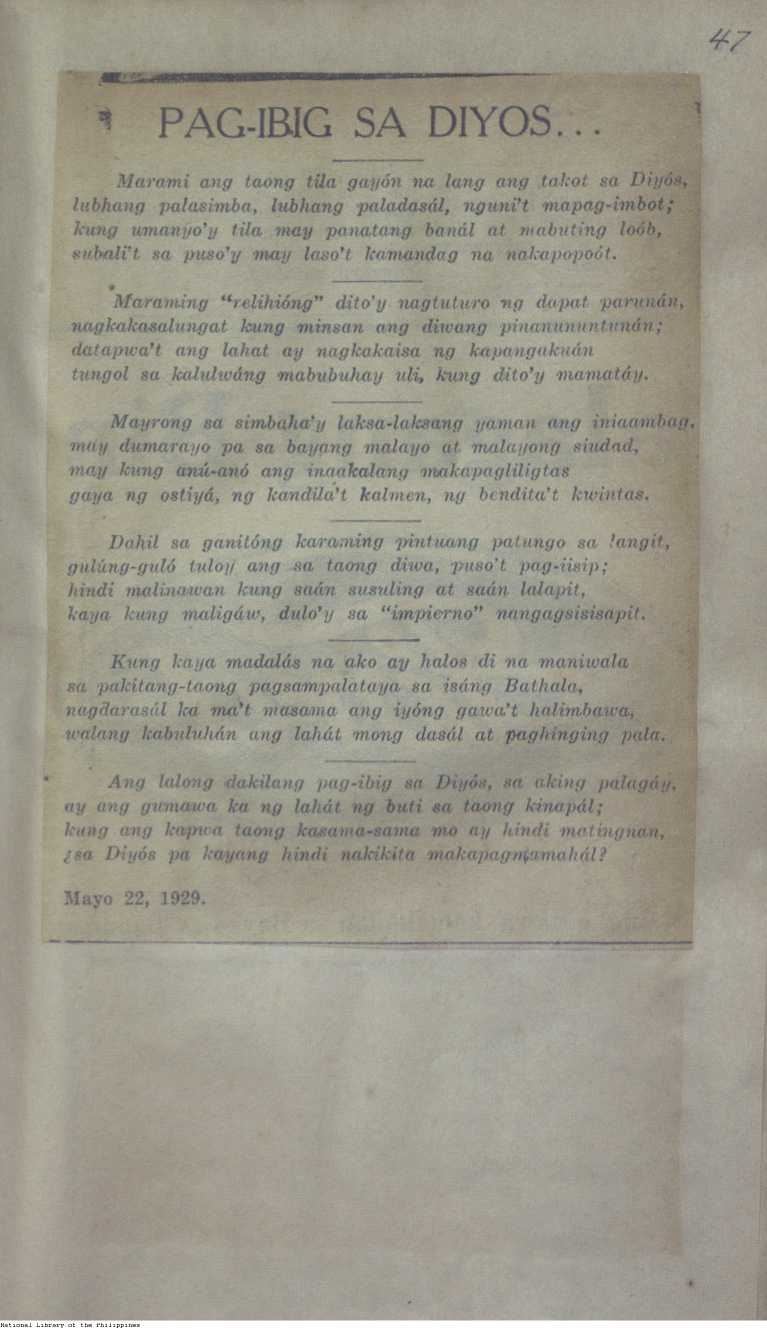 47
PAG-IBIG SA DIYOS...
Marami ang taong tila gayón na lang ang takot sa Diyós,
lubhang palasimba, lubhang paladasál, nguni't mapag-imbot;
kung umanyo'y tila may panatang banál at mabuting loób,
subali't sa puso'y may laso't kamandag na nakapopoót.
Maraming “relihióng” dito'y nagtuturo ng dapat parunán,
nagkakasalungat kung minsan ang diwang pinanununtunán;
datapwa't ang lahat ay nagkakaisa ng kapangakuán
tungol sa kalulwáng mabubuhay uli, kung dito'y mamatáy.
Mayrong sa simbaha'y laksa-laksang yaman ang iniaambag,
may dumarayo pa sa bayang malayo at malayong siudad,
may kung anú-anó ang inaakalang makapagliligtas
gaya ng ostiyá, ng kandila't kalmen, ng bendita't kwintas.
Dahil sa ganitóng karaming pintuang patungo sa langit,
gulúng-guló tuloy ang sa taong diwa, puso't pag-iisip;
hindi malinawan kung saán susuling at saán lalapit,
kaya kung maligáw, dulo'y sa “impierno” nangagsisisapit.
Kung kaya madalás na ako ay halos di na maniwala
sa pakitang-taong pagsampalataya sa isáng Bathala,
nagdarasál ka ma't masama ang iyóng gawa't halimbawa,
walang kabuluhán ang lahát mong dasál at paghinging pala.
Ang lalong dakilang pag-ibig sa Diyós, sa aking palagáy,
ay ang gumawa ka ng lahát ng buti sa taong kinapál;
kung ang kapwa taong kasama-sama mo ay hindi matingnan,
¿sa Diyós pa kayang hindi nakikita makapagmamahál?
Mayo 22, 1929.
National Library of the Philippines